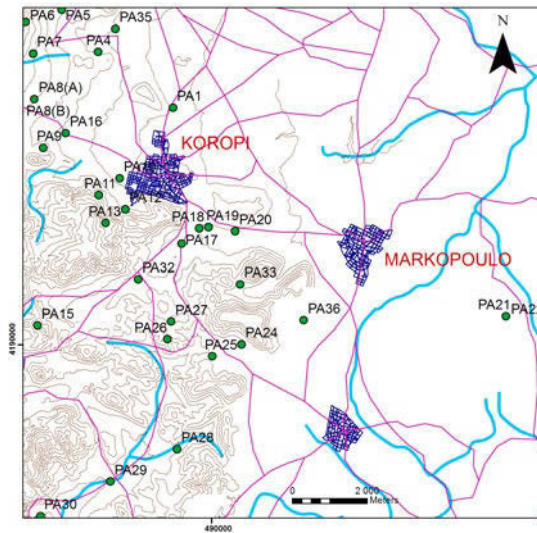 PA35
PA6
PA5
N
PA7
PA4
PA8(A)
PA8(B)
PA1
PA16
PA9
KOROPI
PA11
PA12
PA13
PA18
PA19
PA20
PA17
MARKOPOULO
PA32
PA33
PA15
PA27
PA36
PA21
PA26
PA24
PA25
4190000
PA28
PA29
0
2 000
Meters
PA30
490000